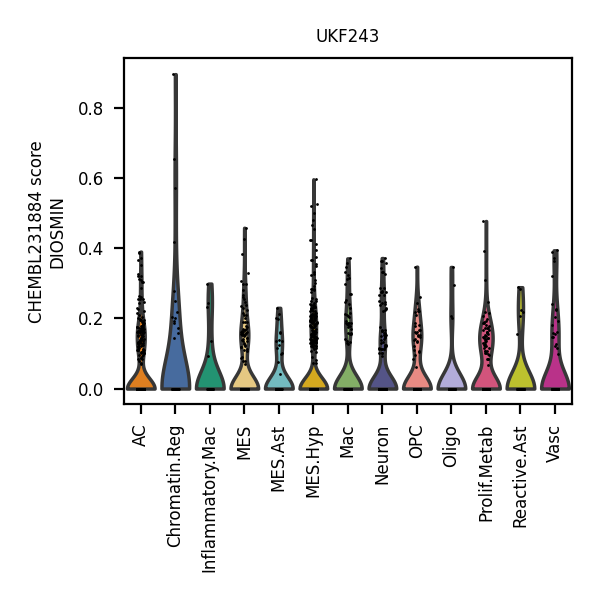 UKF243
CHEMBL231884 score
DIOSMIN
0.8
0.6
0.4
0.2
0.0
AC
Chromatin.Reg
Inflammatory.Mac
MES
MES.Ast
MES.Hyp
Mac
Neuron
OPC
Oligo
Prolif.Metab
Reactive.Ast
Vasc